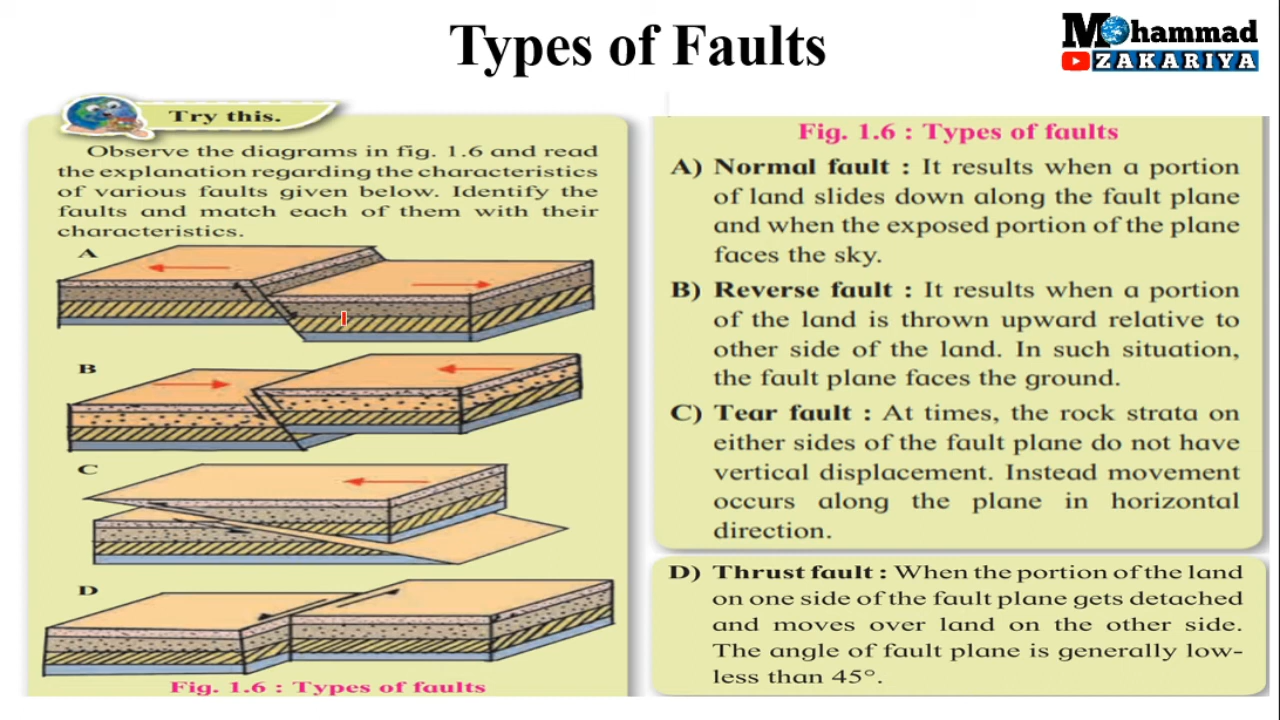 Types of Faults
Mohammad
ZAKARIYA
Try this.
Observe the diagrams in fig. 1.6 and read
the explanation regarding the characteristics
of various faults given below. Identify the
faults and match each of them with their
characteristics.
A
B
C
D
Fig. 1.6 : Types of faults
Fig. 1.6 : Types of faults
A) Normal fault : It results when a portion
of land slides down along the fault plane
and when the exposed portion of the plane
faces the sky.
B) Reverse fault : It results when a portion
of the land is thrown upward relative to
other side of the land. In such situation,
the fault plane faces the ground.
C) Tear fault : At times, the rock strata on
either sides of the fault plane do not have
vertical displacement. Instead movement
occurs along the plane in horizontal
direction.
D) Thrust fault : When the portion of the land
on one side of the fault plane gets detached
and moves over land on the other side.
The angle of fault plane is generally low-
less than 45°.